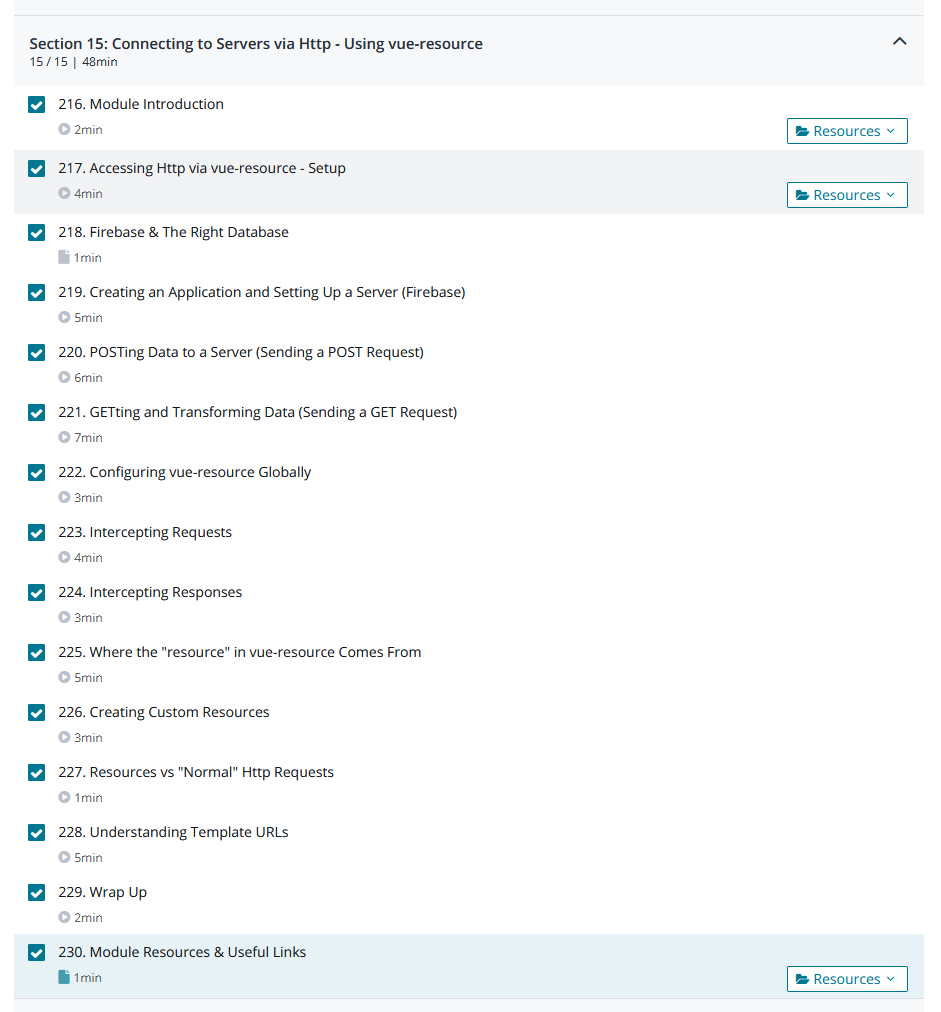 Section 15: Connecting to Servers via Http - Using vue-resource
15 / 15 | 48min
216. Module Introduction
2min
Resources
217. Accessing Http via vue-resource - Setup
4min
Resources
218. Firebase & The Right Database
1min
219. Creating an Application and Setting Up a Server (Firebase)
5min
220. POSTing Data to a Server (Sending a POST Request)
6min
221. GETting and Transforming Data (Sending a GET Request)
7min
222. Configuring vue-resource Globally
3min
223. Intercepting Requests
4min
224. Intercepting Responses
3min
225. Where the "resource" in vue-resource Comes From
5min
226. Creating Custom Resources
3min
227. Resources vs "Normal" Http Requests
1min
228. Understanding Template URLs
5min
229. Wrap Up
2min
230. Module Resources & Useful Links
1min
Resources